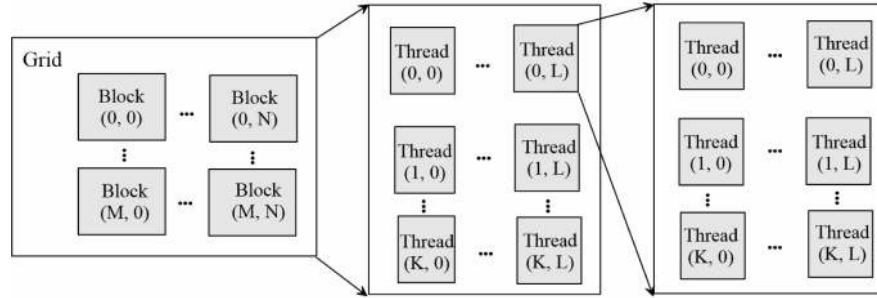 Grid
Block
(0, 0)
...
Block
(0, N)
Block
(M, 0)
...
Block
(M, N)
Thread
(0, 0)
...
Thread
(0, L)
Thread
(1, 0)
...
Thread
(1, L)
Thread
(K, 0)
...
Thread
(K, L)
Thread
(0, 0)
...
Thread
(0, L)
Thread
(1, 0)
...
Thread
(1, L)
Thread
(K, 0)
...
Thread
(K, L)